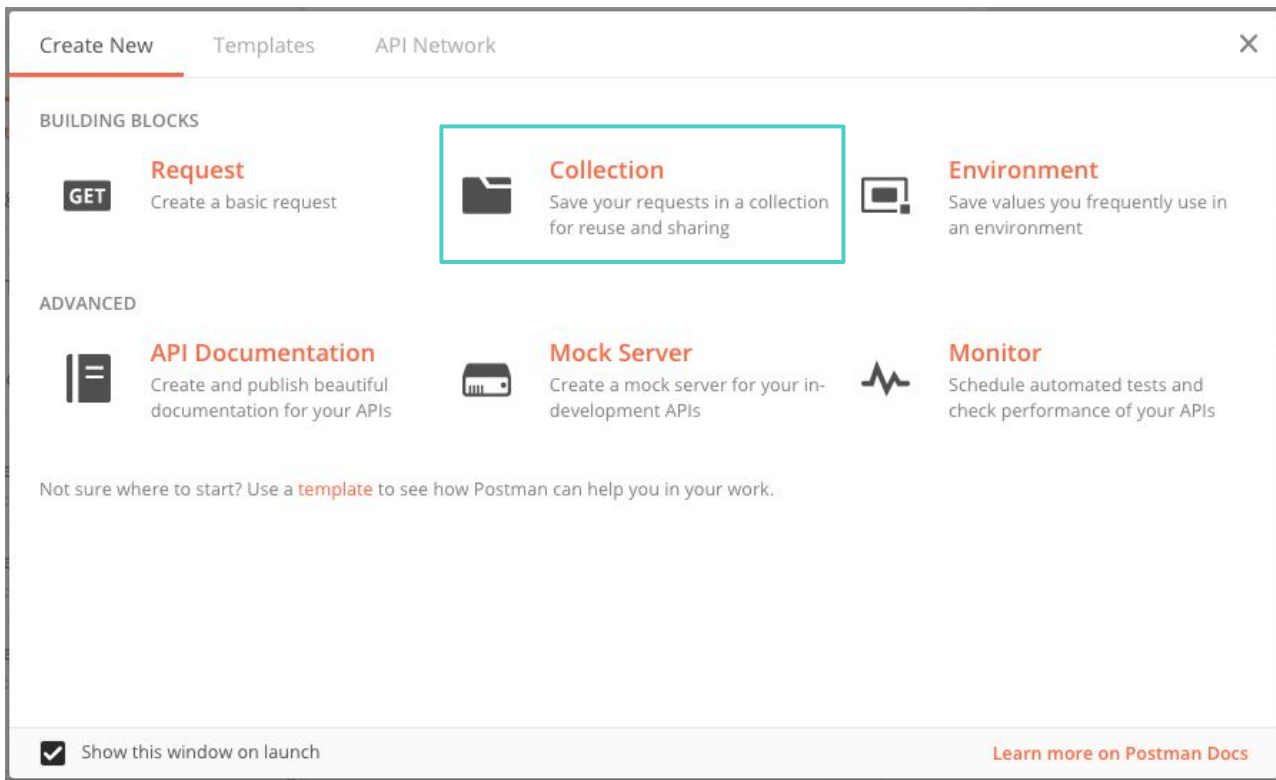 Create New
Templates
API Network
BUILDING BLOCKS
GET
Request
Create a basic request
Collection
Save your requests in a collection
for reuse and sharing
Environment
Save values you frequently use in
an environment
ADVANCED
API Documentation
Create and publish beautiful
documentation for your APIs
Mock Server
Create a mock server for your in-
development APIs
Monitor
Schedule automated tests and
check performance of your APIs
Not sure where to start? Use a template to see how Postman can help you in your work.
Show this window on launch
Learn more on Postman Docs